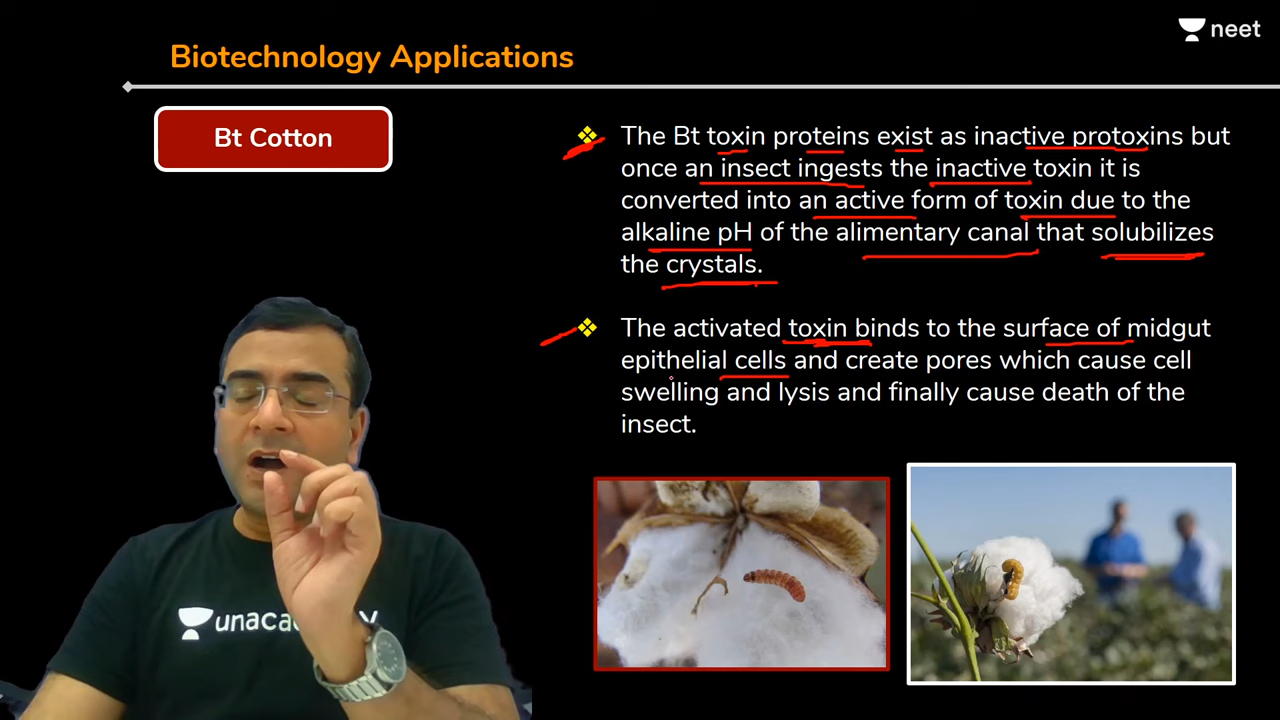 neet
Biotechnology Applications
Bt Cotton
The Bt toxin proteins exist as inactive protoxins but
once an insect ingests the inactive toxin it is
converted into an active form of toxin due to the
alkaline pH of the alimentary canal that solubilizes
the crystals.
The activated toxin binds to the surface of midgut
epithelial cells and create pores which cause cell
swelling and lysis and finally cause death of the
insect.